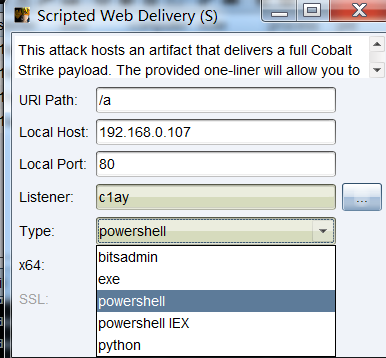 Scripted Web Delivery (S)
This attack hosts an artifact that delivers a full Cobalt
Strike payload. The provided one-liner will allow you to
URI Path: /a
Local Host: 192.168.0.107
Local Port: 80
Listener: c1ay ...
Type: powershell
x64: bitsadmin
exe
SSL: powershell
powershell IEX
python